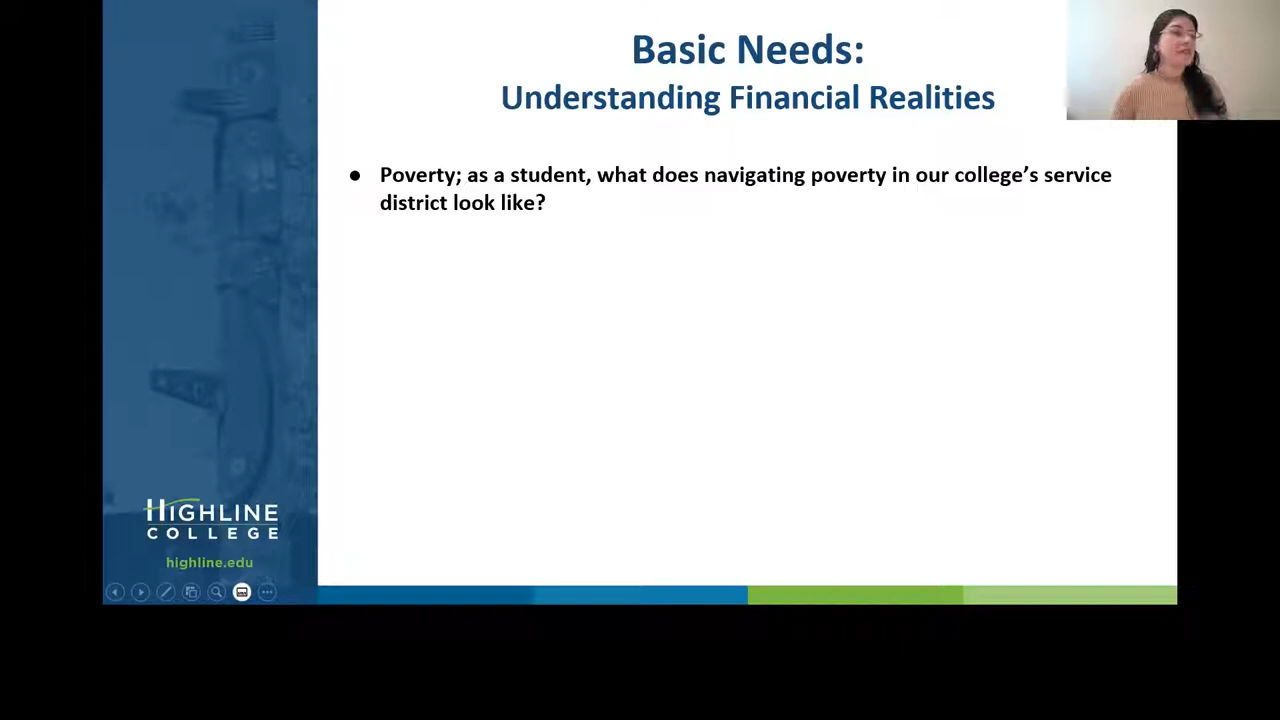 Basic Needs:
Understanding Financial Realities
● Poverty; as a student, what does navigating poverty in our college’s service
district look like?
HIGHLINE
COLLEGE
highline.edu